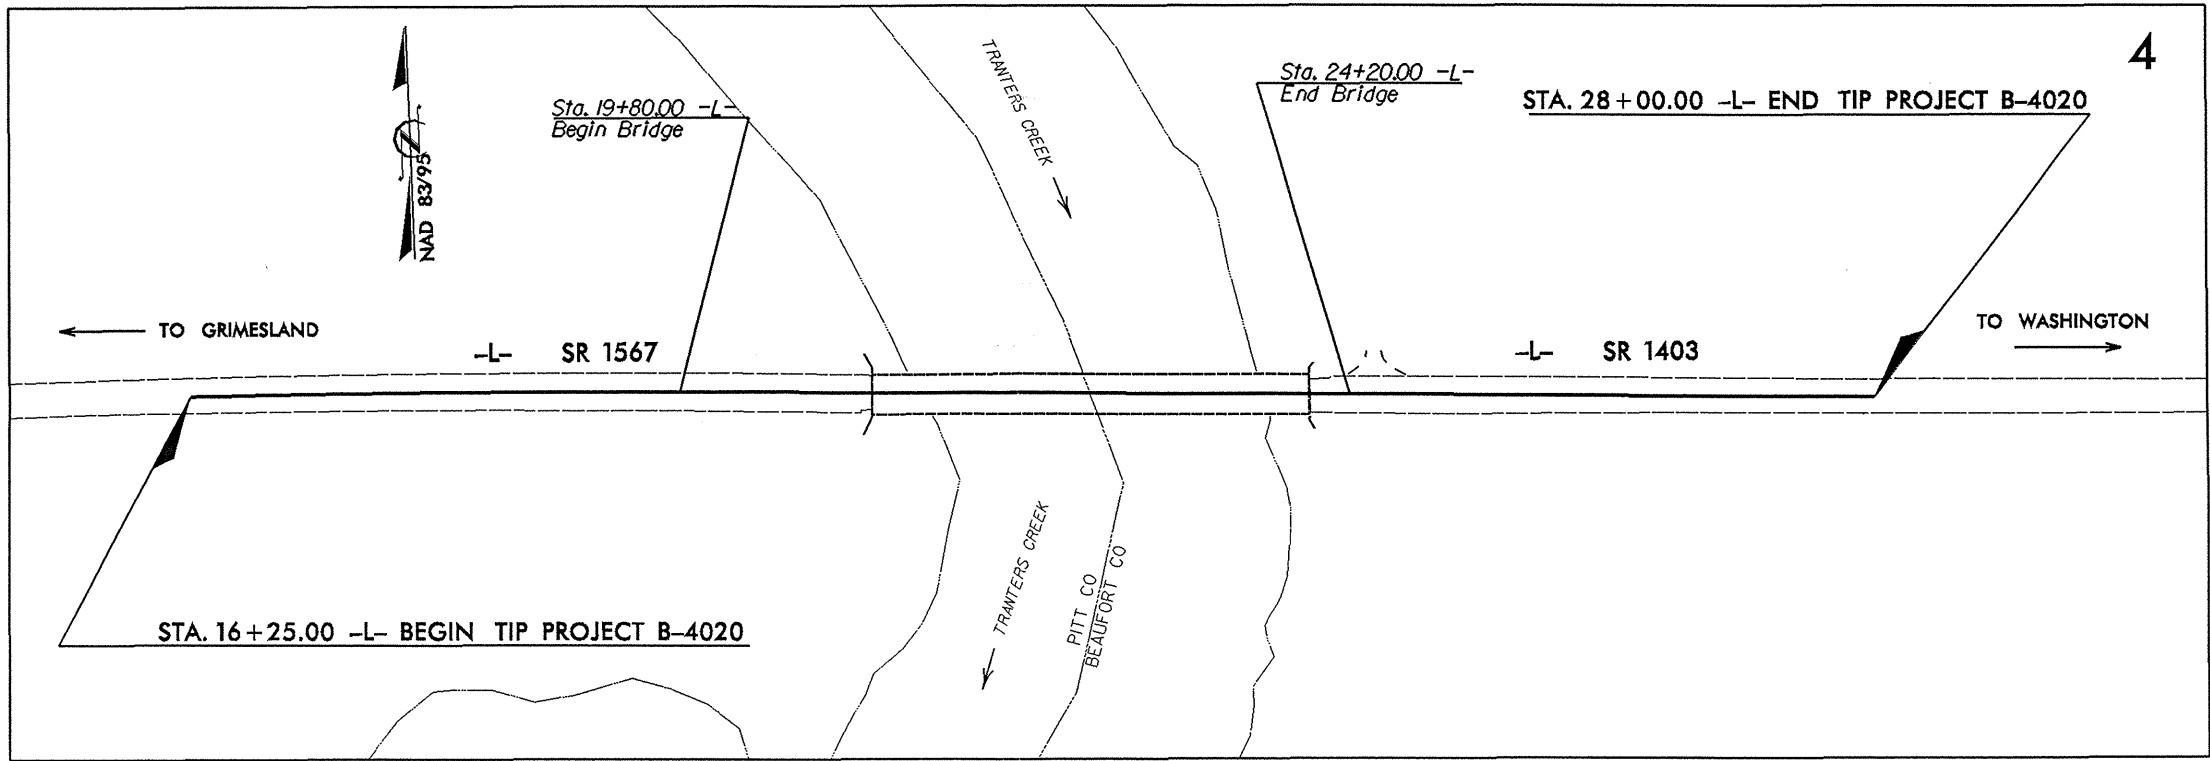 4
TRANTERS CREEK
Sta. 24+20.00 -L-
End Bridge
STA. 28+00.00 -L- END TIP PROJECT B-4020
Sta. 19+80.00 -L-
Begin Bridge
NAD 83/95
TO GRIMESLAND
-L- SR 1567
-L- SR 1403
TO WASHINGTON
TRANTERS CREEK
PITT CO
BEAUFORT CO
STA. 16+25.00 -L- BEGIN TIP PROJECT B-4020